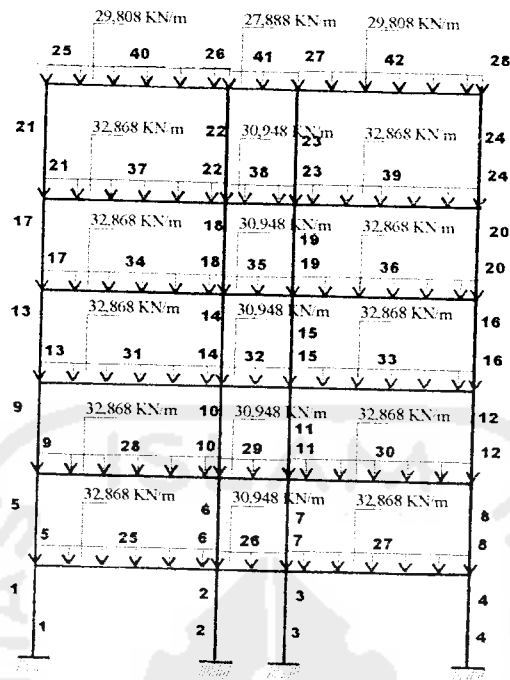 29,808 KN/m 27,888 KN/m 29,808 KN/m
25 40 26 41 27 42 28
21 32,868 KN/m 22 30,948 KN/m 23 32,868 KN/m 24
21 37 22 38 23 39 24
17 32,868 KN/m 18 30,948 KN/m 19 32,868 KN/m 20
17 34 18 35 19 36 20
13 32,868 KN/m 14 30,948 KN/m 15 32,868 KN/m 16
13 31 14 32 15 33 16
9 32,868 KN/m 10 30,948 KN/m 11 32,868 KN/m 12
9 28 10 29 11 30 12
5 32,868 KN/m 6 30,948 KN/m 7 32,868 KN/m 8
5 25 6 26 7 27 8
1 2 3 4
1 2 3 4
ISLAM